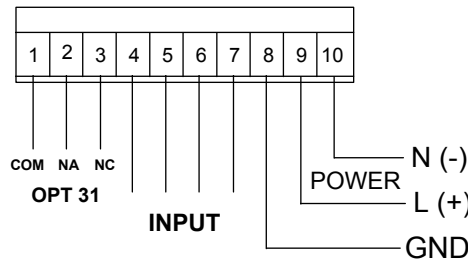 1 2 3 4 5 6 7 8 9 10
COM NA NC
OPT 31
INPUT
N (-)
POWER
L (+)
GND